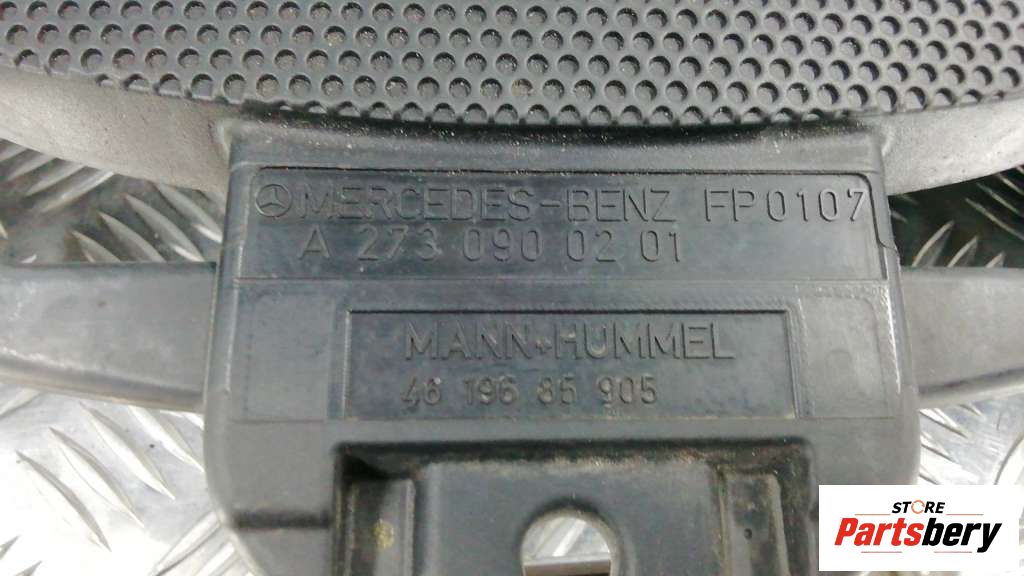 MERCEDES-BENZ FP0107
A 273 090 02 01
MANN+HUMMEL
46 196 85 905
STORE
Partsbery